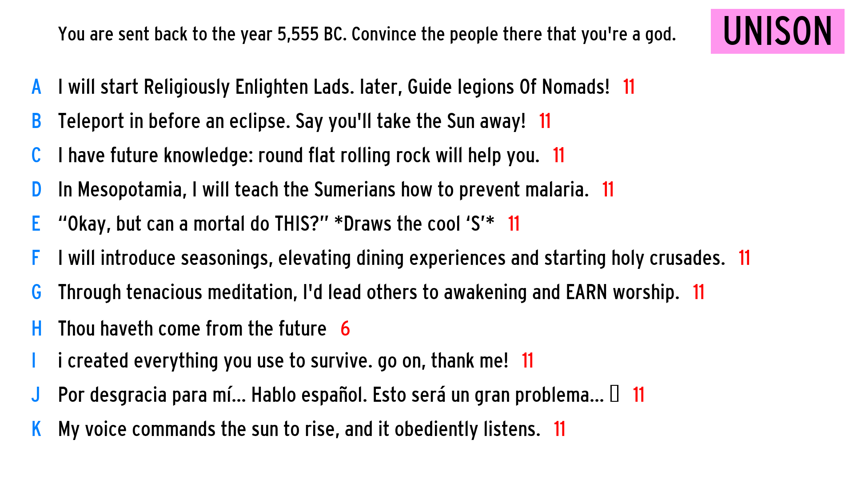 You are sent back to the year 5,555 BC. Convince the people there that you're a god.
UNISON
A I will start Religiously Enlighten Lads. later, Guide legions Of Nomads! 11
B Teleport in before an eclipse. Say you'll take the Sun away! 11
C I have future knowledge: round flat rolling rock will help you. 11
D In Mesopotamia, I will teach the Sumerians how to prevent malaria. 11
E “Okay, but can a mortal do THIS?” *Draws the cool ‘S’* 11
F I will introduce seasonings, elevating dining experiences and starting holy crusades. 11
G Through tenacious meditation, I'd lead others to awakening and EARN worship. 11
H Thou haveth come from the future 6
I i created everything you use to survive. go on, thank me! 11
J Por desgracia para mí... Hablo español. Esto será un gran problema... ▯ 11
K My voice commands the sun to rise, and it obediently listens. 11